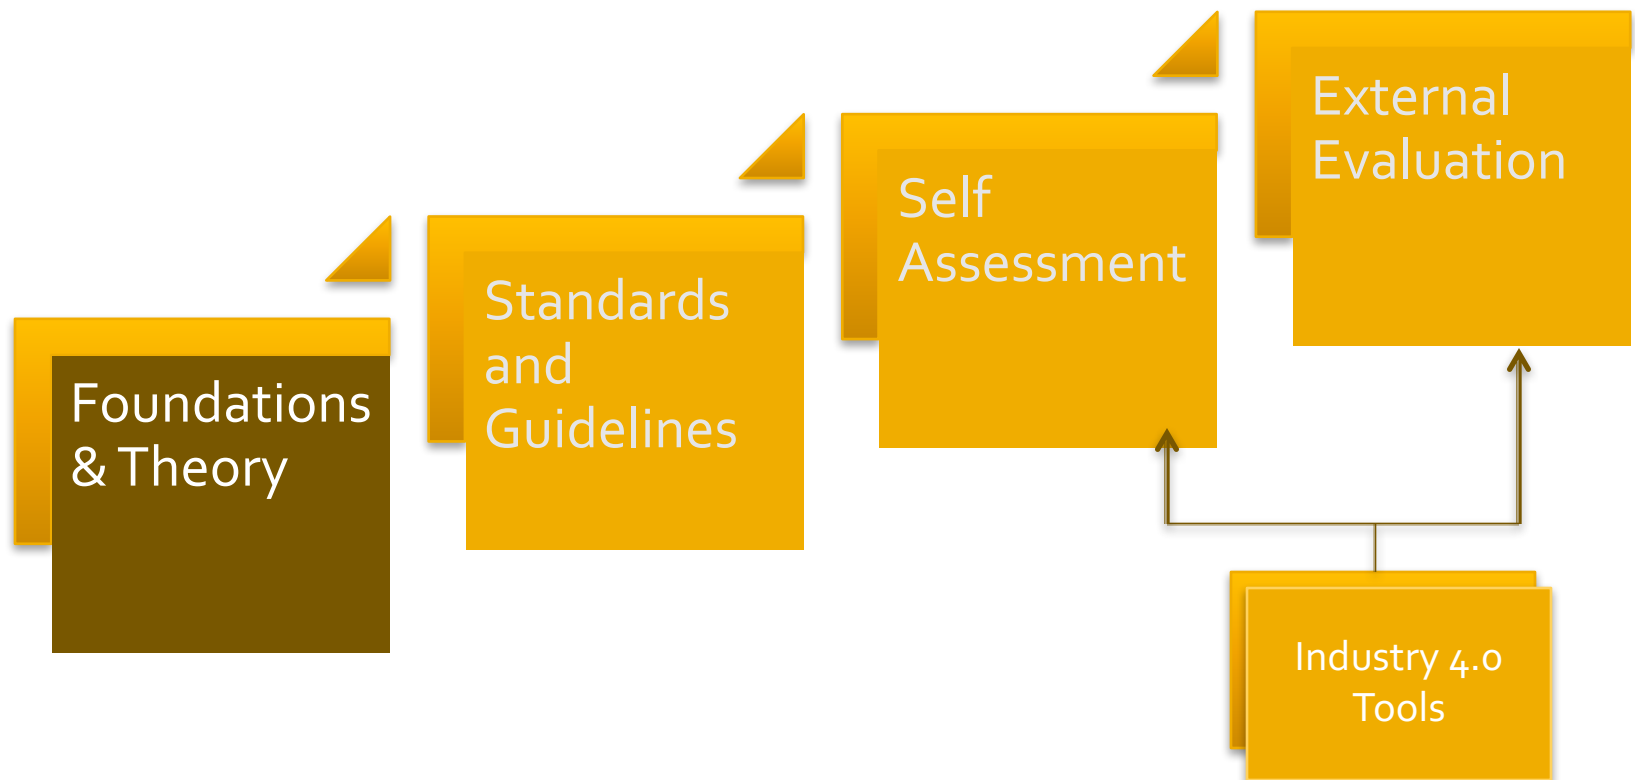 Foundations
& Theory
Standards
and
Guidelines
Self
Assessment
External
Evaluation
Industry 4.0
Tools